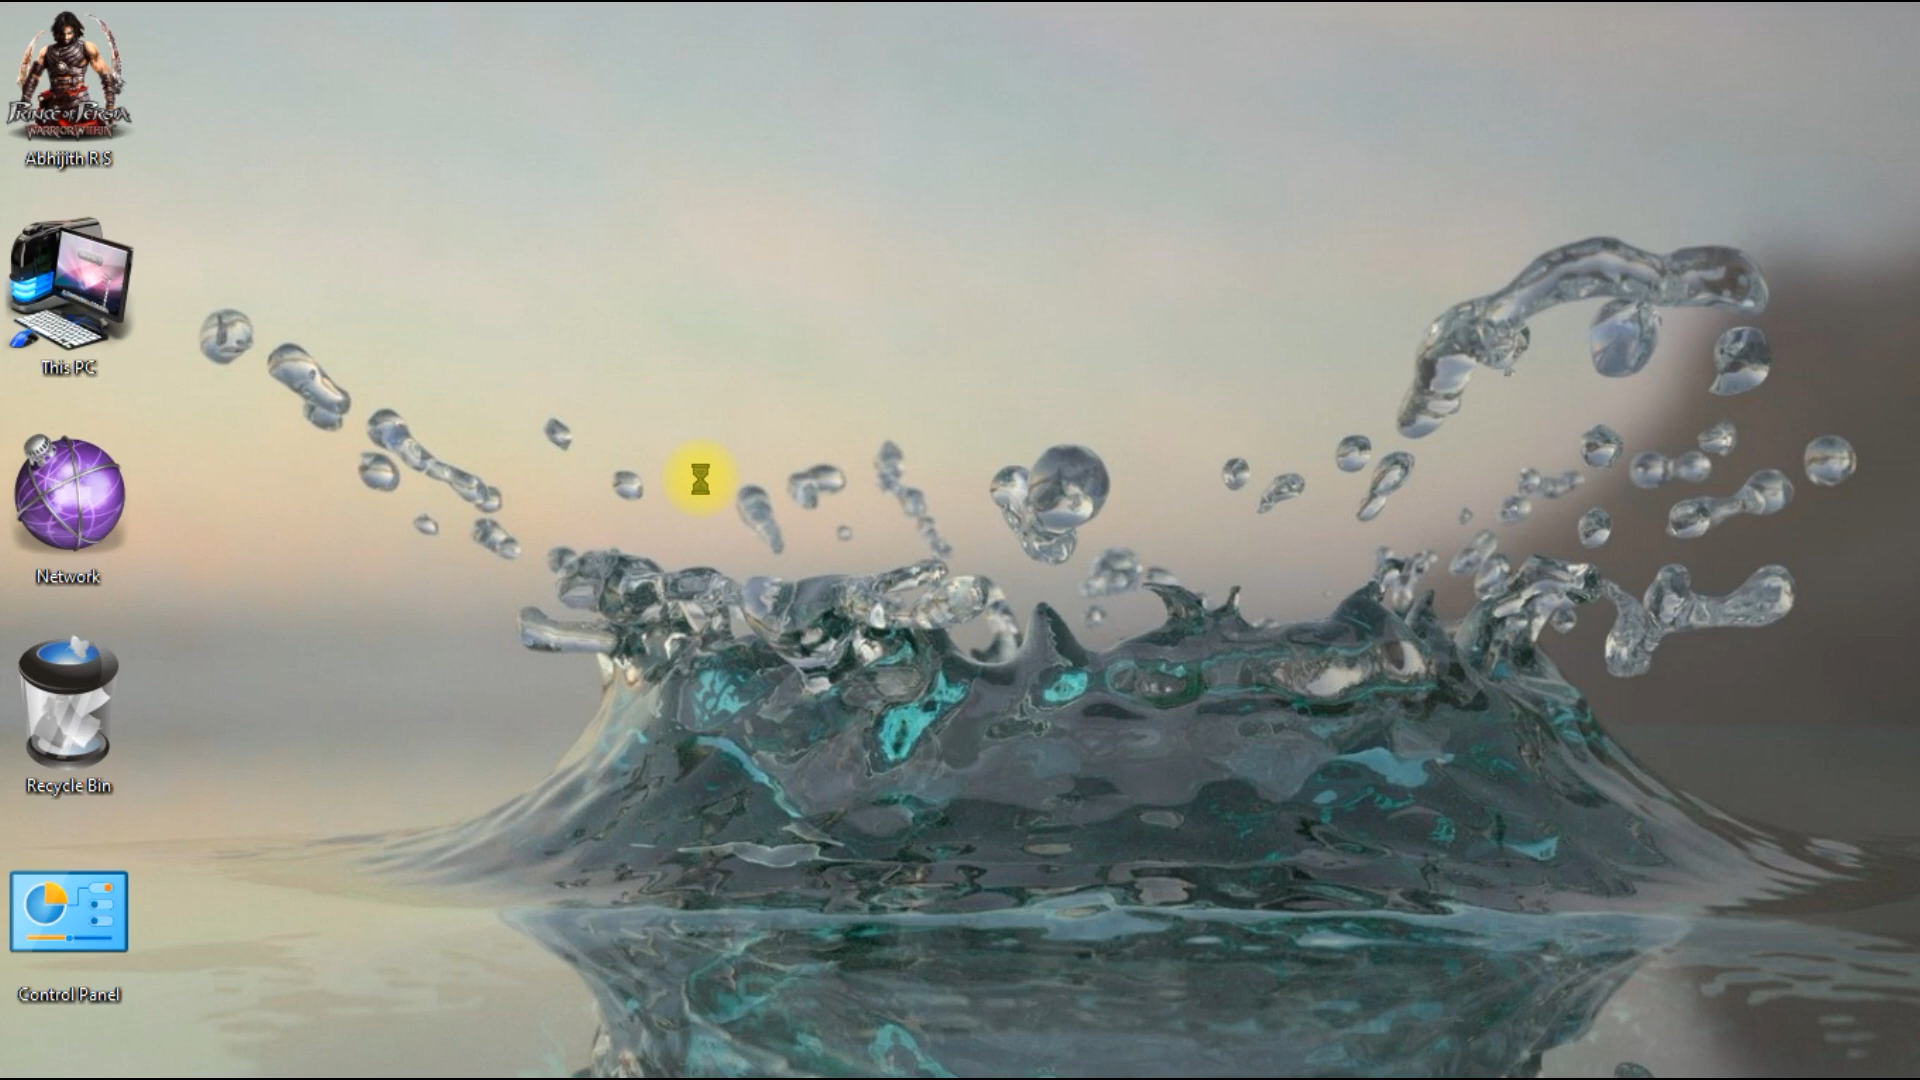 PRINCE OF PERSIA
WARRIOR WITHIN
Abhijith R S
This PC
Network
Recycle Bin
Control Panel